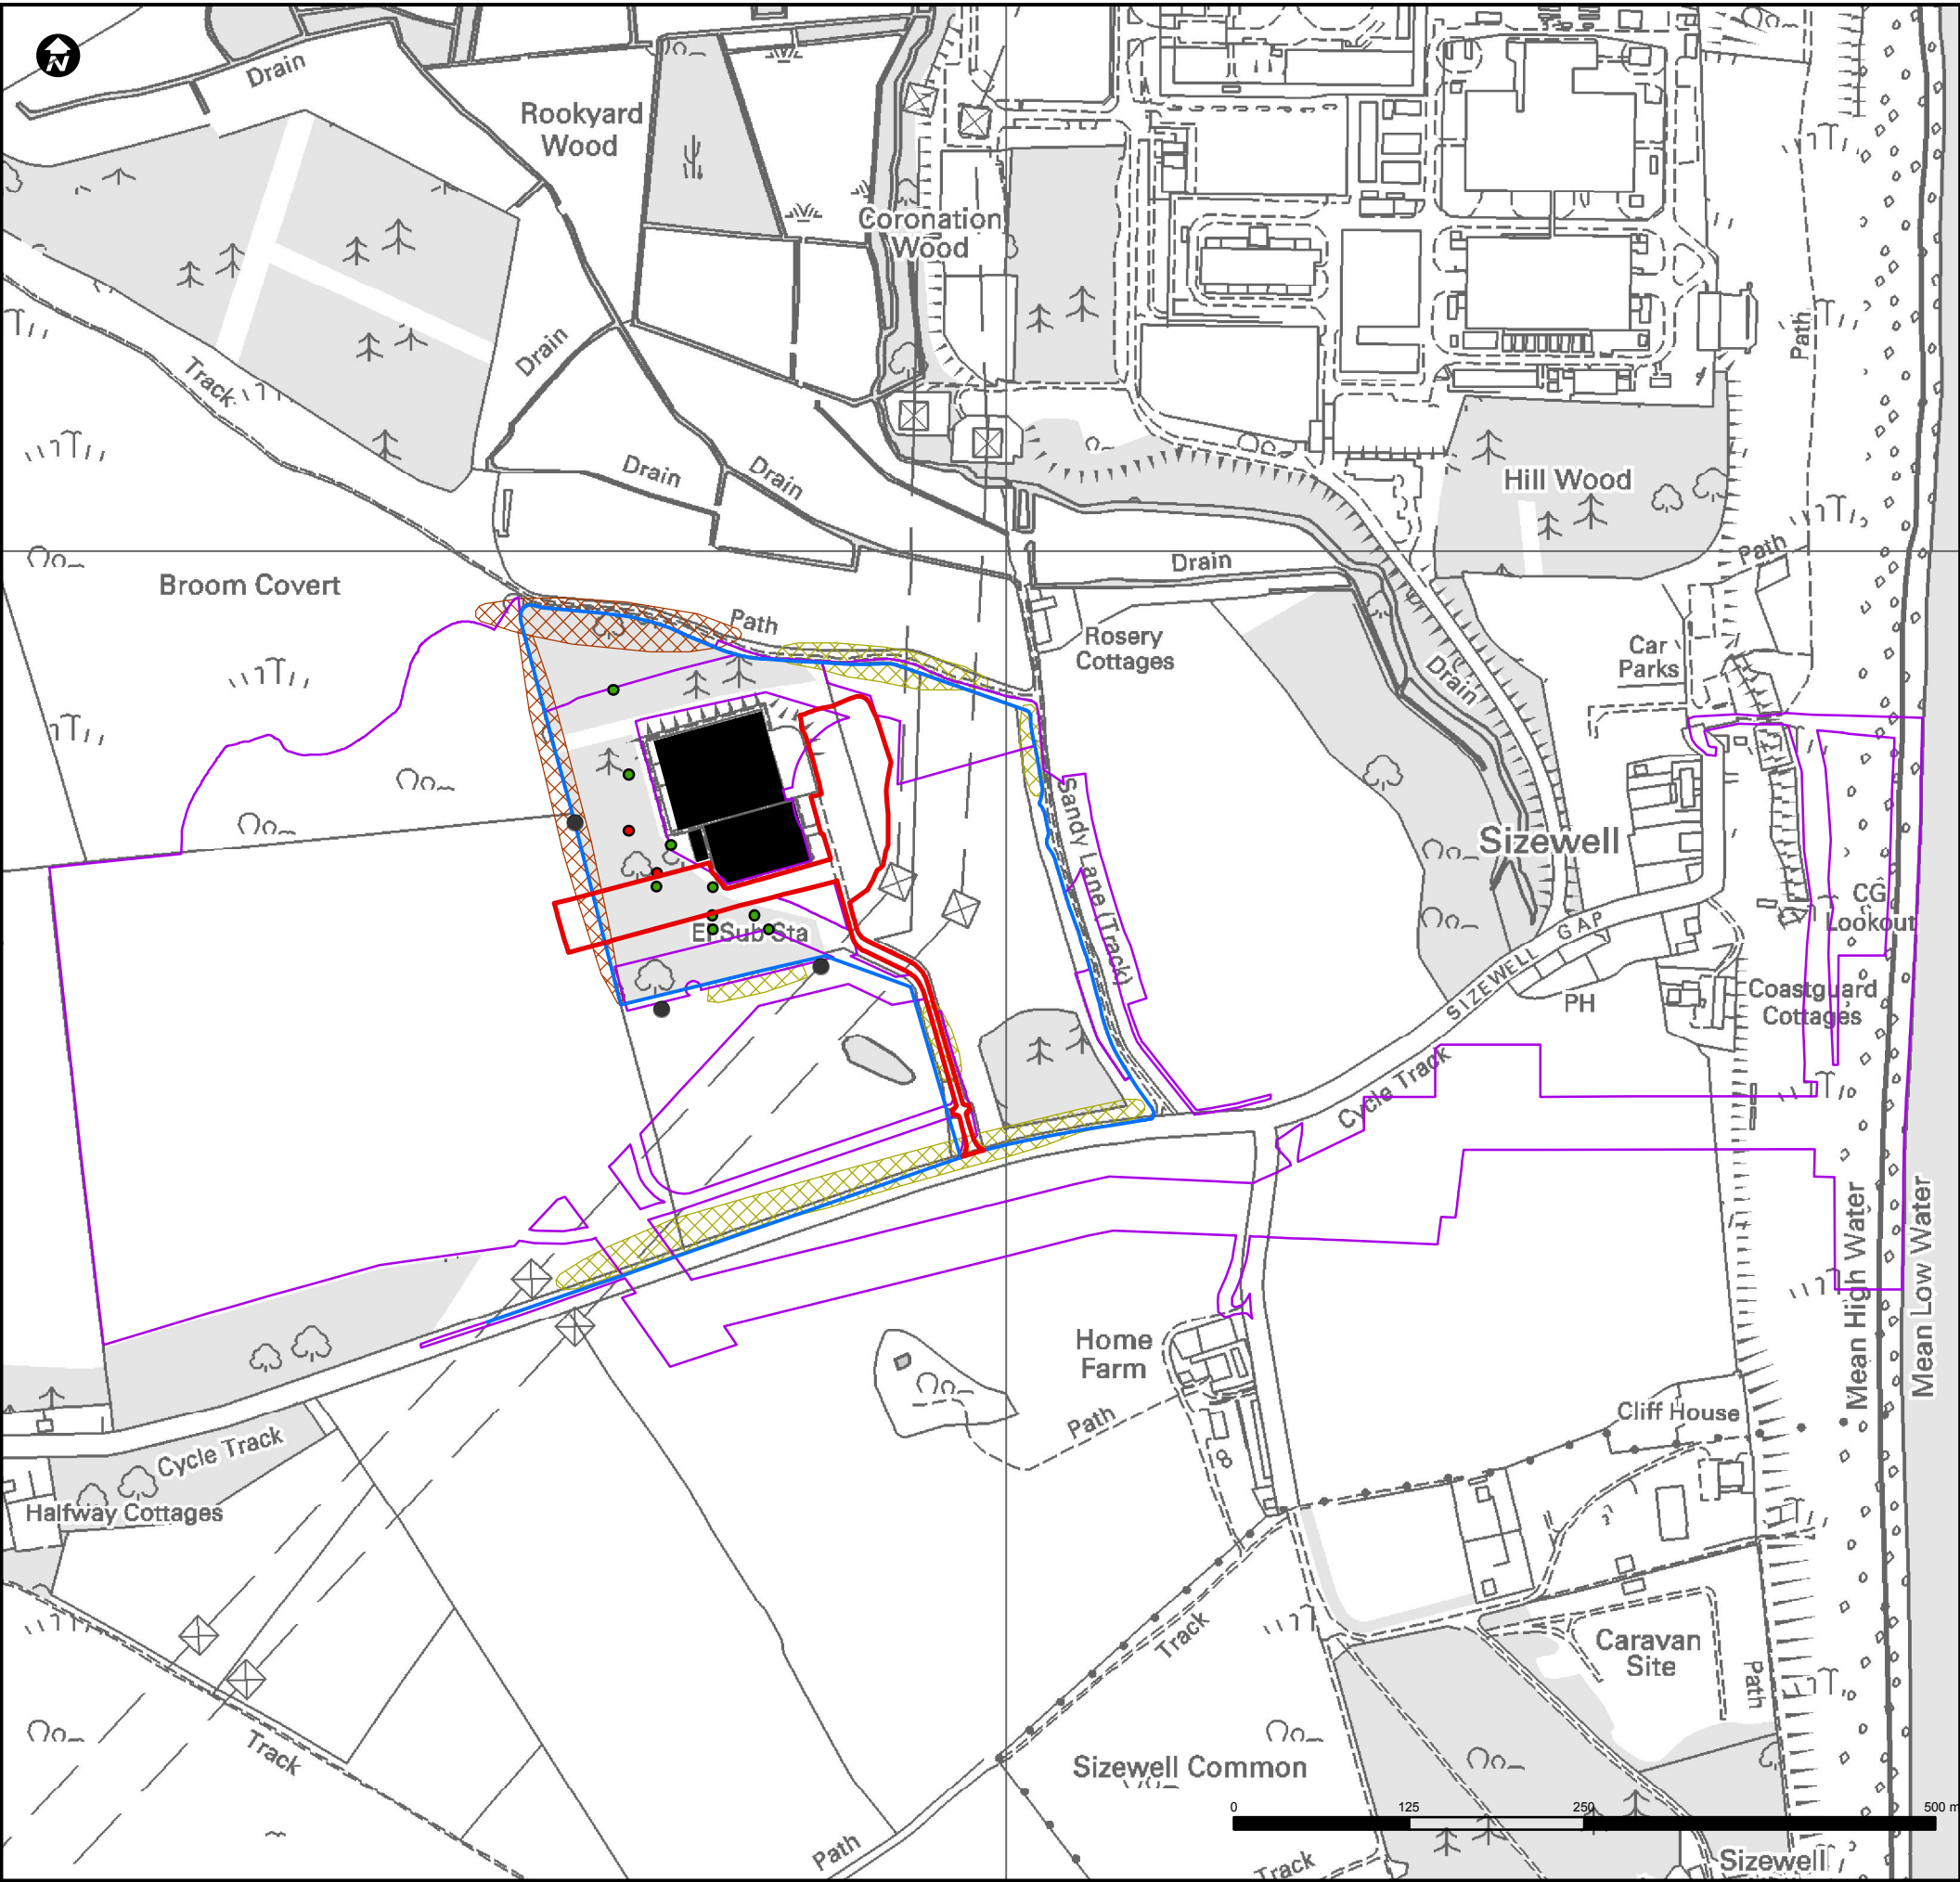 N
Drain
Rookyard
Wood
Coronation
Wood
Track
Drain
Drain
Drain
Path
Hill Wood
Path
Drain
Broom Covert
Path
Rosery
Cottages
Car
Parks
Drain
Sandy Lane (Track)
Sizewell
CG
Lookout
El Sub Sta
SIZEWELL GAP
PH
Coastguard
Cottages
Cycle Track
Mean High Water
Mean Low Water
Home
Farm
Path
Cliff House
Cycle Track
Halfway Cottages
Track
Caravan
Site
Path
Track
Sizewell Common
0 125 250 500 m
Path
Track
Sizewell